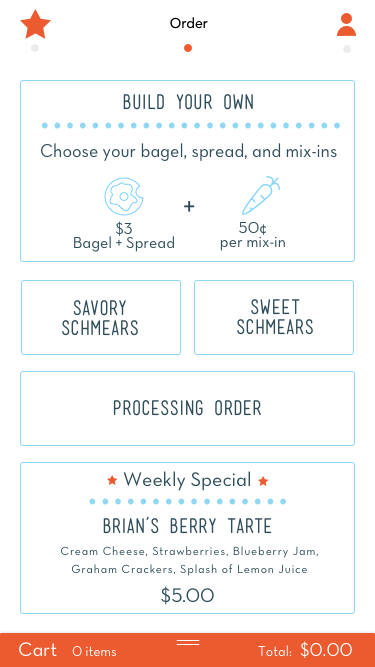 Order
BUILD YOUR OWN
Choose your bagel, spread, and mix-ins
+
$3
Bagel + Spread
50¢
per mix-in
SAVORY
SCHMEARS
SWEET
SCHMEARS
PROCESSING ORDER
Weekly Special
BRIAN'S BERRY TARTE
Cream Cheese, Strawberries, Blueberry Jam,
Graham Crackers, Splash of Lemon Juice
$5.00
Cart 0 items Total: $0.00